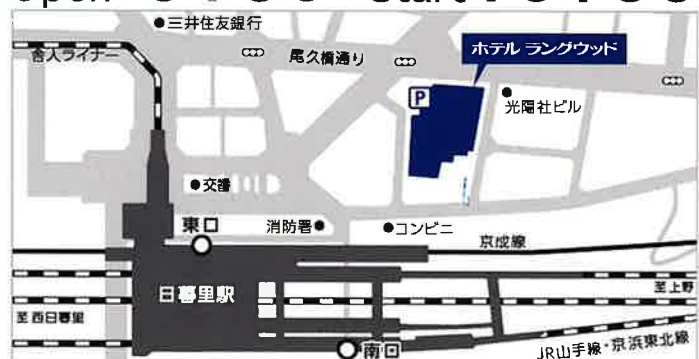 三井住友銀行
舎人ライナー
尾久橋通り
ホテル ラングウッド
P
光陽社ビル
交番
東口
消防署
コンビニ
京成線
日暮里駅
至上野
至西日暮里
南口
JR山手線・京浜東北線